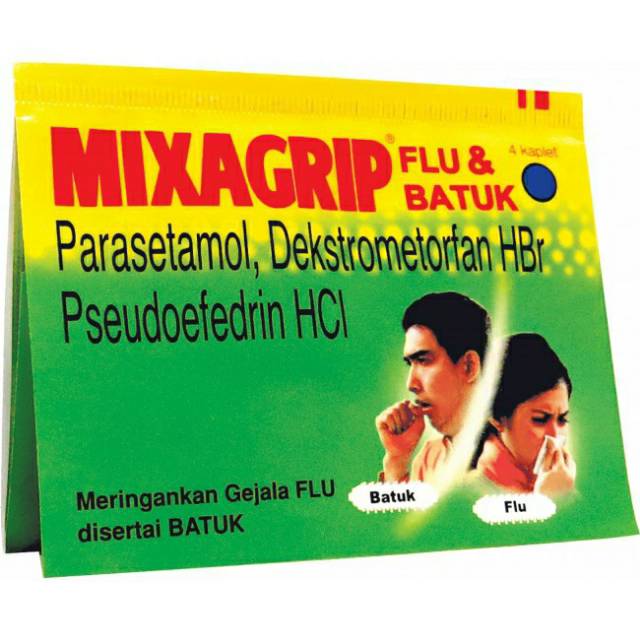 MIXAGRIP® FLU &
BATUK
4 kaplet
Parasetamol, Dekstrometorfan HBr
Pseudoefedrin HCl
Batuk
Flu
Meringankan Gejala FLU
disertai BATUK